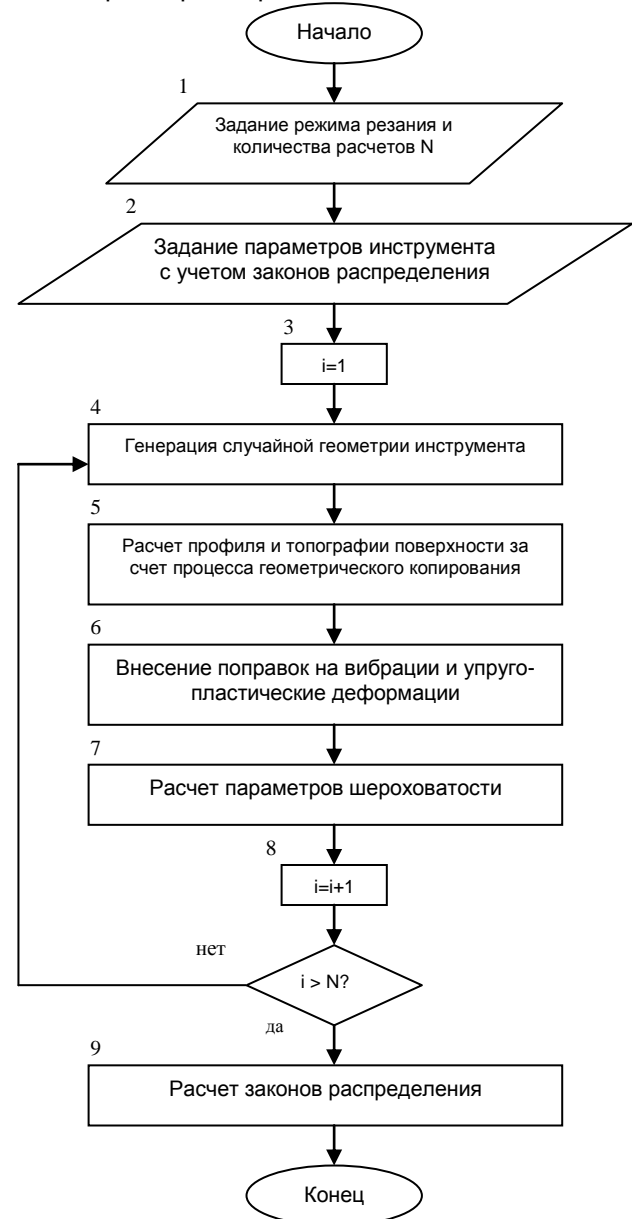 Начало
1
Задание режима резания и
количества расчетов N
2
Задание параметров инструмента
с учетом законов распределения
3
i=1
4
Генерация случайной геометрии инструмента
5
Расчет профиля и топографии поверхности за
счет процесса геометрического копирования
6
Внесение поправок на вибрации и упруго-
пластические деформации
7
Расчет параметров шероховатости
8
i=i+1
нет
i > N?
да
9
Расчет законов распределения
Конец